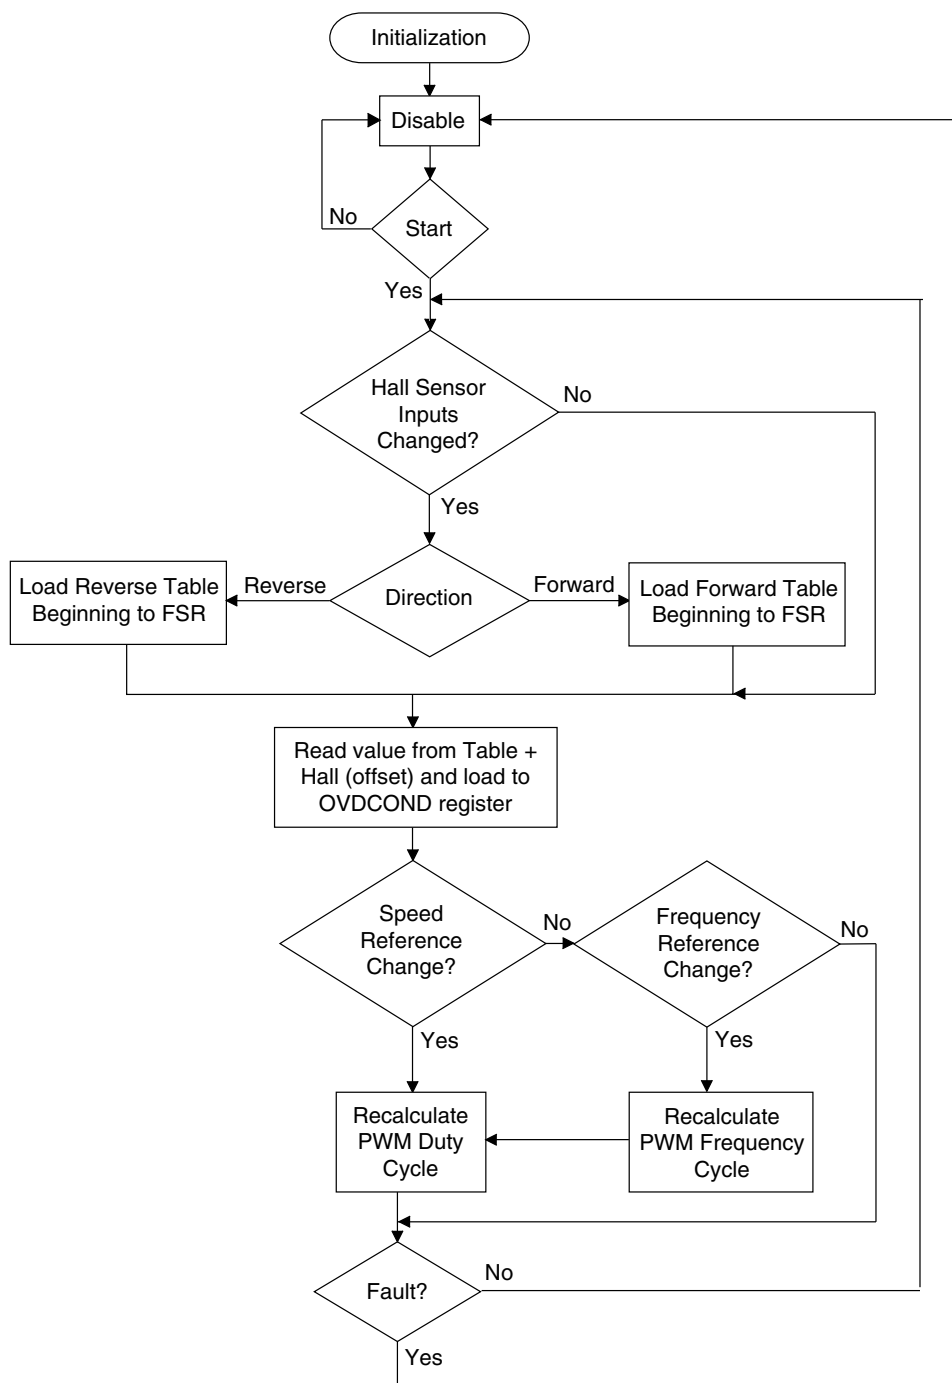 Initialization
Disable
No
Start
Yes
Hall Sensor
Inputs
Changed?
No
Yes
Load Reverse Table
Beginning to FSR
Reverse
Direction
Forward
Load Forward Table
Beginning to FSR
Read value from Table +
Hall (offset) and load to
OVDCOND register
Speed
Reference
Change?
No
Frequency
Reference
Change?
No
Yes
Yes
Recalculate
PWM Duty
Cycle
Recalculate
PWM Frequency
Cycle
Fault?
No
Yes